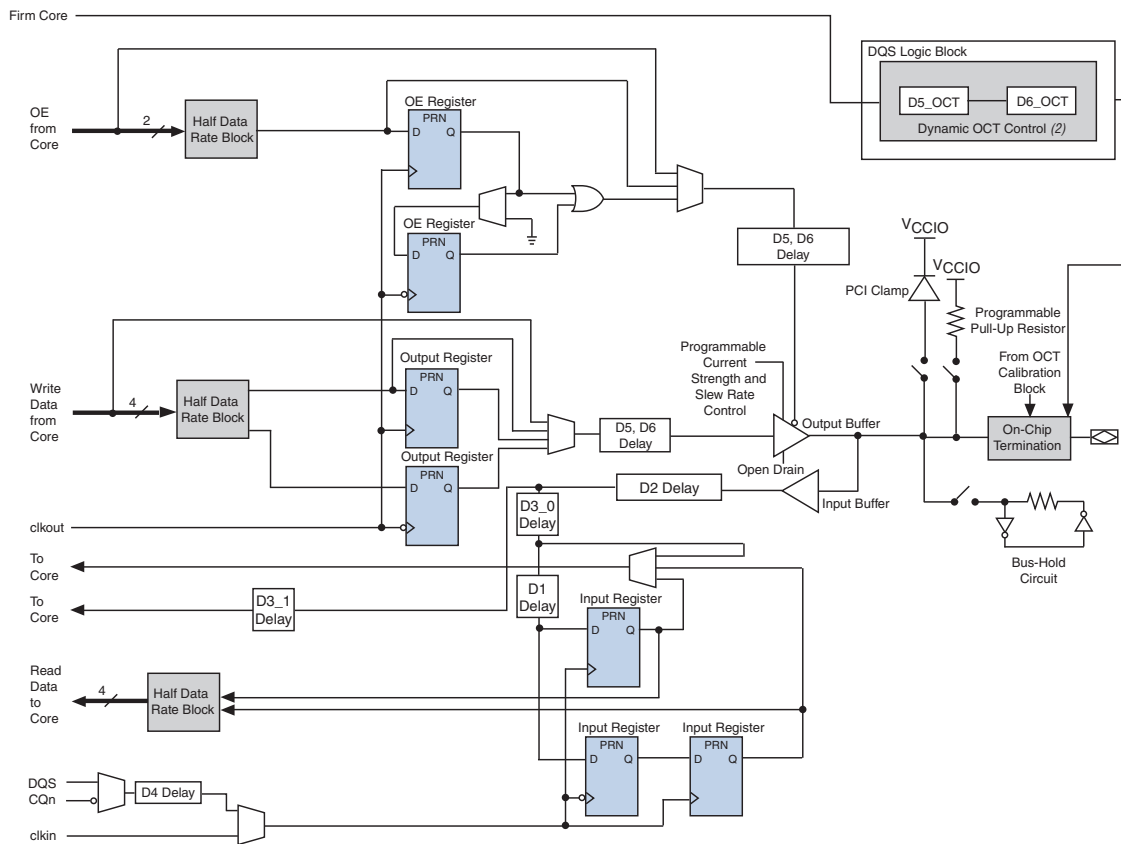 Firm Core
DQS Logic Block
D5_OCT
D6_OCT
Dynamic OCT Control (2)
OE
from
Core
2
Half Data
Rate Block
OE Register
PRN
D
Q
OE Register
PRN
D
Q
D5, D6
Delay
VCCIO
VCCIO
PCI Clamp
Programmable
Pull-Up Resistor
From OCT
Calibration
Block
On-Chip
Termination
Write
Data
from
Core
4
Half Data
Rate Block
Output Register
PRN
D
Q
Output Register
PRN
D
Q
D5, D6
Delay
Programmable
Current
Strength and
Slew Rate
Control
Output Buffer
Open Drain
Input Buffer
D2 Delay
D3_0
Delay
clkout
Bus-Hold
Circuit
To
Core
D1
Delay
To
Core
D3_1
Delay
Input Register
PRN
D
Q
Read
Data
to
Core
4
Half Data
Rate Block
Input Register
PRN
D
Q
Input Register
PRN
D
Q
DQS
CQn
D4 Delay
clkin